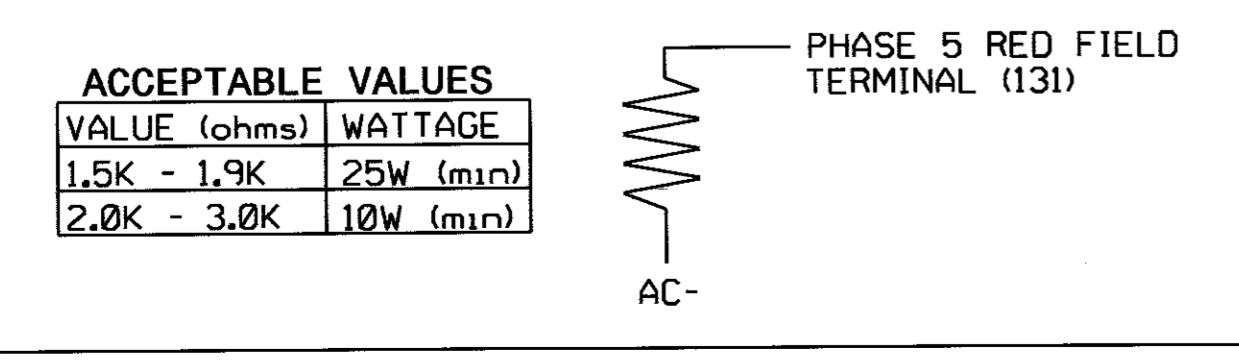 ACCEPTABLE VALUES
VALUE (ohms) WATTAGE
1.5K - 1.9K 25W (min)
2.0K - 3.0K 10W (min)
PHASE 5 RED FIELD
TERMINAL (131)
AC-